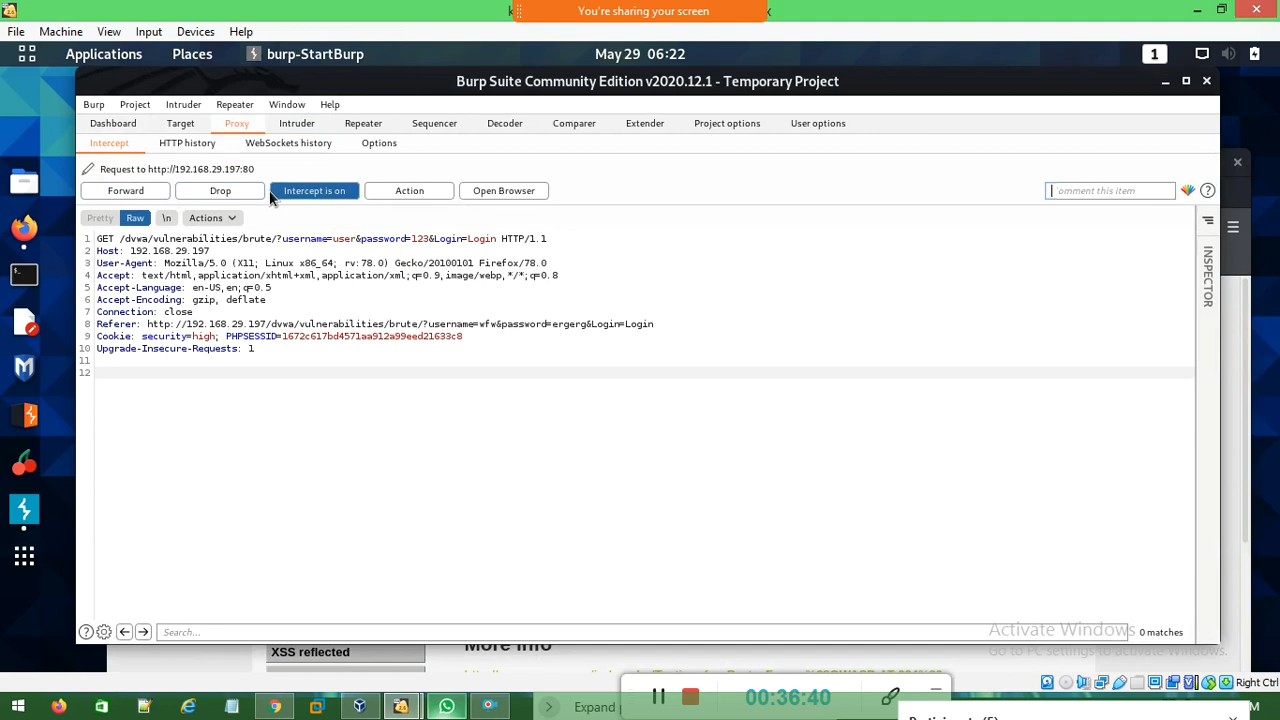 You're sharing your screen
File Machine View Input Devices Help
Applications Places burp-StartBurp May 29 06:22 1
Burp Suite Community Edition v2020.12.1 - Temporary Project
Burp Project Intruder Repeater Window Help
Dashboard Target Proxy Intruder Repeater Sequencer Decoder Comparer Extender Project options User options
Intercept HTTP history WebSockets history Options
Request to http://192.168.29.197:80
Forward Drop Intercept is on Action Open Browser omment this item ?
Pretty Raw \n Actions
INSPECTOR
1 GET /dvwa/vulnerabilities/brute/?username=user&password=123&Login=Login HTTP/1.1
2 Host: 192.168.29.197
3 User-Agent: Mozilla/5.0 (X11; Linux x86_64; rv:78.0) Gecko/20100101 Firefox/78.0
4 Accept: text/html,application/xhtml+xml,application/xml;q=0.9,image/webp,*/*;q=0.8
5 Accept-Language: en-US,en;q=0.5
6 Accept-Encoding: gzip, deflate
7 Connection: close
8 Referer: http://192.168.29.197/dvwa/vulnerabilities/brute/?username=wfw&password=ergerg&Login=Login
9 Cookie: security=high; PHPSESSID=1672c617bd4571aa912a99eed21633c8
10 Upgrade-Insecure-Requests: 1
11
12
Activate Windows
Go to PC settings to activate Windows.
? Search... 0 matches
XSS reflected More info
Right Ctrl
00:36:40
Expand
Participants (5)